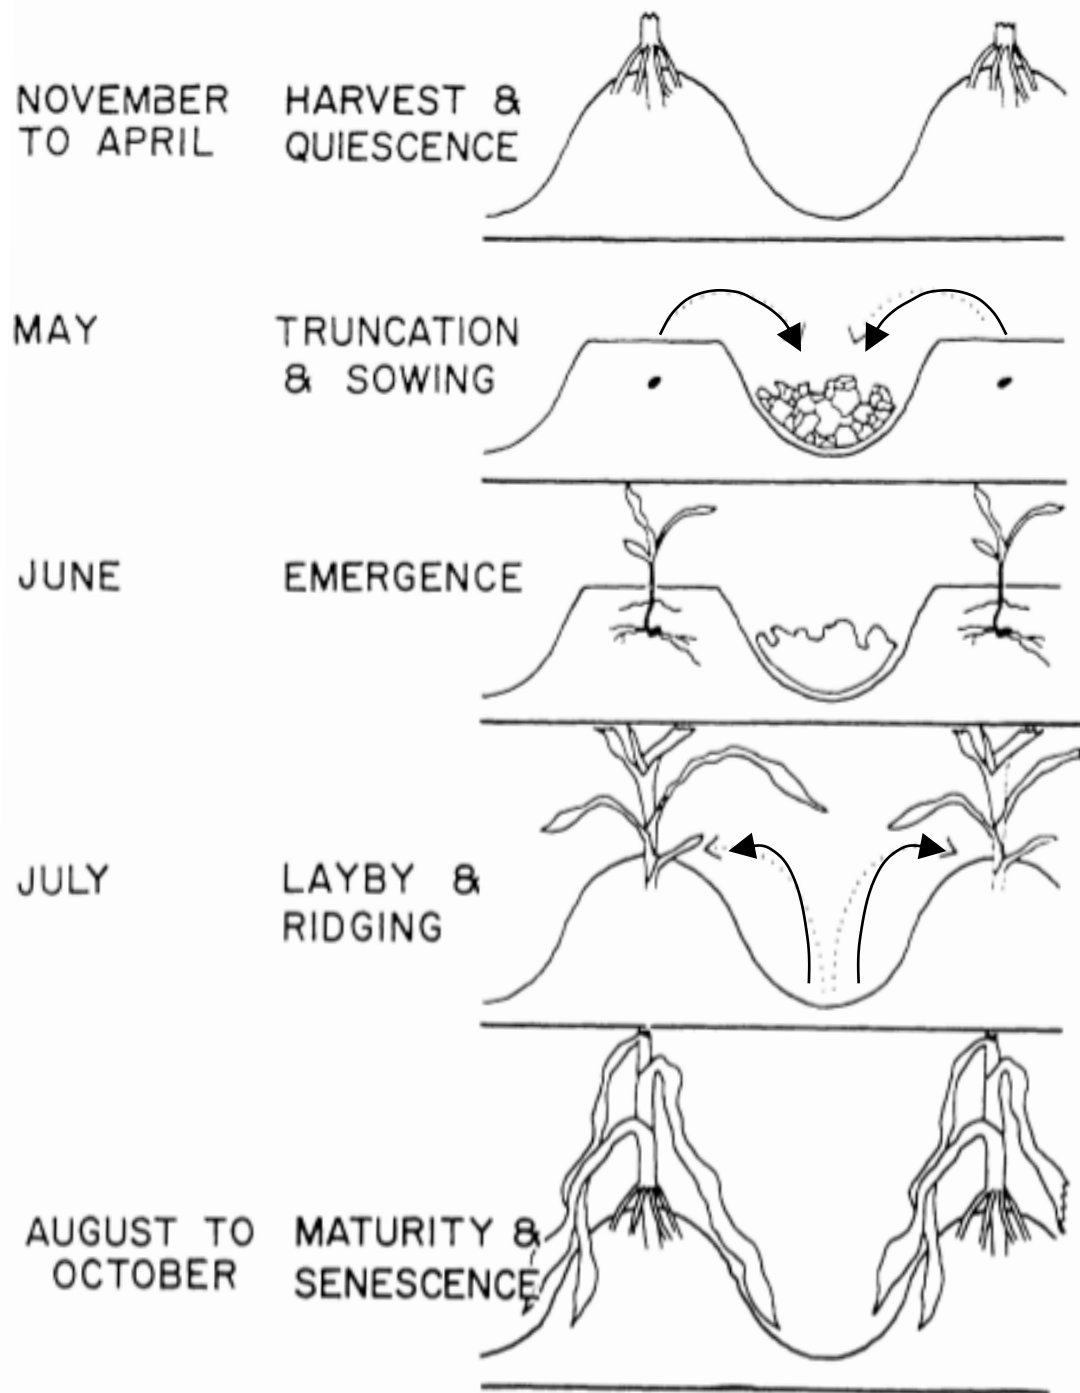 NOVEMBER TO APRIL
HARVEST & QUIESCENCE
MAY
TRUNCATION & SOWING
JUNE
EMERGENCE
JULY
LAYBY & RIDGING
AUGUST TO OCTOBER
MATURITY & SENESCENCE